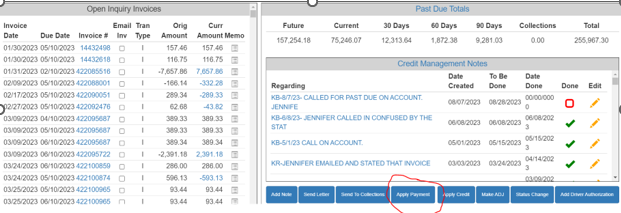 Open Inquiry Invoices
Invoice Date Due Date Invoice # Email Inv Tran Type Orig Amount Curr Amount Memo
01/30/2023 05/10/2023 14432498 I 157.46 157.46
01/30/2023 05/10/2023 14432618 I 116.75 116.75
01/31/2023 02/10/2023 422085516 I -7,657.86 7,657.86
02/09/2023 05/10/2023 422088001 I -166.14 -332.28
02/17/2023 05/10/2023 422090051 I 289.34 -289.33
02/27/2023 05/10/2023 422092476 I 62.68 -43.82
03/09/2023 04/10/2023 422095687 I 389.33 389.33
03/09/2023 05/10/2023 422095687 I 389.34 389.34
03/09/2023 06/10/2023 422095687 I 389.33 389.33
03/09/2023 06/10/2023 422095722 I -2,391.18 2,391.18
03/24/2023 04/10/2023 422100859 I 286.00 286.00
03/24/2023 05/10/2023 422100874 I 596.13 -593.13
03/25/2023 05/10/2023 422100965 I 93.44 93.44
03/25/2023 06/10/2023 422100965 I 93.44 93.44
Past Due Totals
Future Current 30 Days 60 Days 90 Days Collections Total
157,254.18 75,246.07 12,313.64 1,872.38 9,281.03 0.00 255,967.30
Credit Management Notes
Regarding Date Created To Be Done Date Done Done Edit
KB-8/7/23- CALLED FOR PAST DUE ON ACCOUNT. JENNIFE 08/07/2023 08/28/2023 00/00/0000
KB-6/8/23- JENNIFER CALLED IN CONFUSED BY THE STAT 06/08/2023 06/08/2023 06/08/2023
KB-5/1/23 CALL ON ACCOUNT. 05/01/2023 05/15/2023 05/15/2023
KR-JENNIFER EMAILED AND STATED THAT INVOICE 03/03/2023 03/24/2023 04/14/2023
Add Note Send Letter Send To Collections Apply Payment Apply Credit Make ADJ Status Change Add Driver Authorization